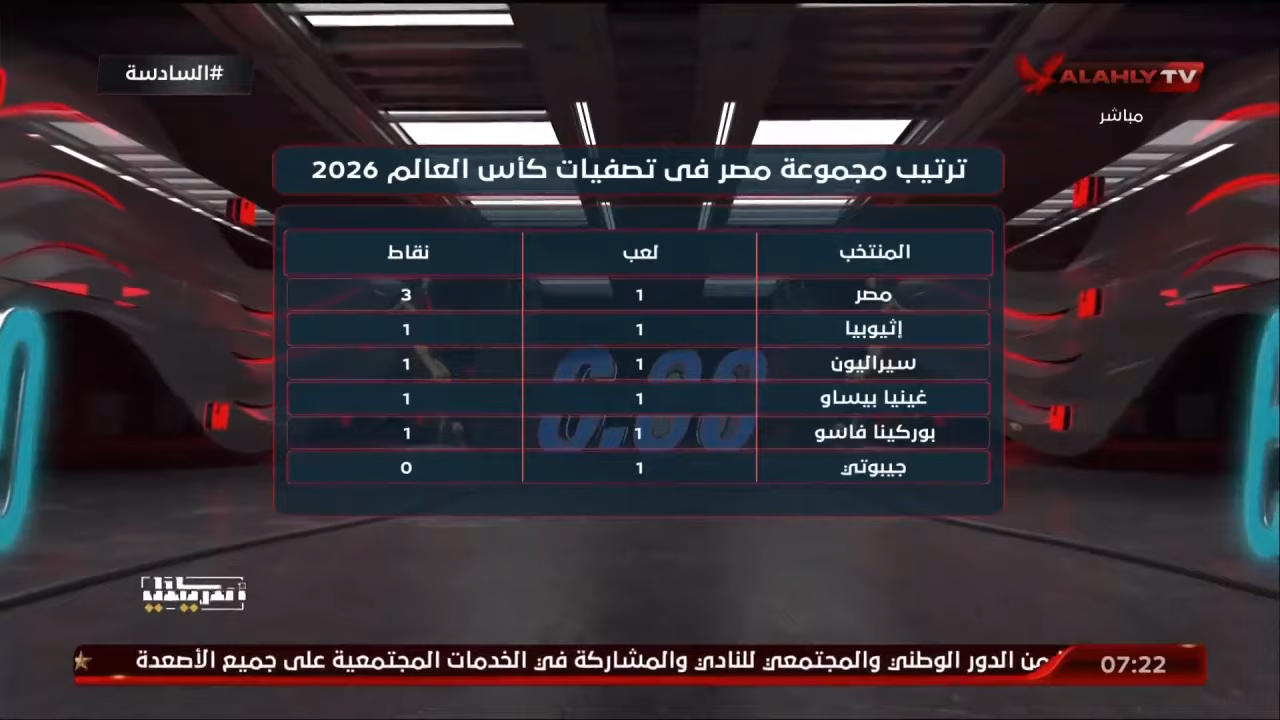 #السادسة
ALAHLY TV
مباشر
ترتيب مجموعة مصر فى تصفيات كأس العالم 2026
المنتخب لعب نقاط
مصر 1 3
إثيوبيا 1 1
سيراليون 1 1
غينيا بيساو 1 1
بوركينا فاسو 1 1
جيبوتي 1 0
07:22
من الدور الوطني والمجتمعي للنادي والمشاركة في الخدمات المجتمعية على جميع الأصعدة